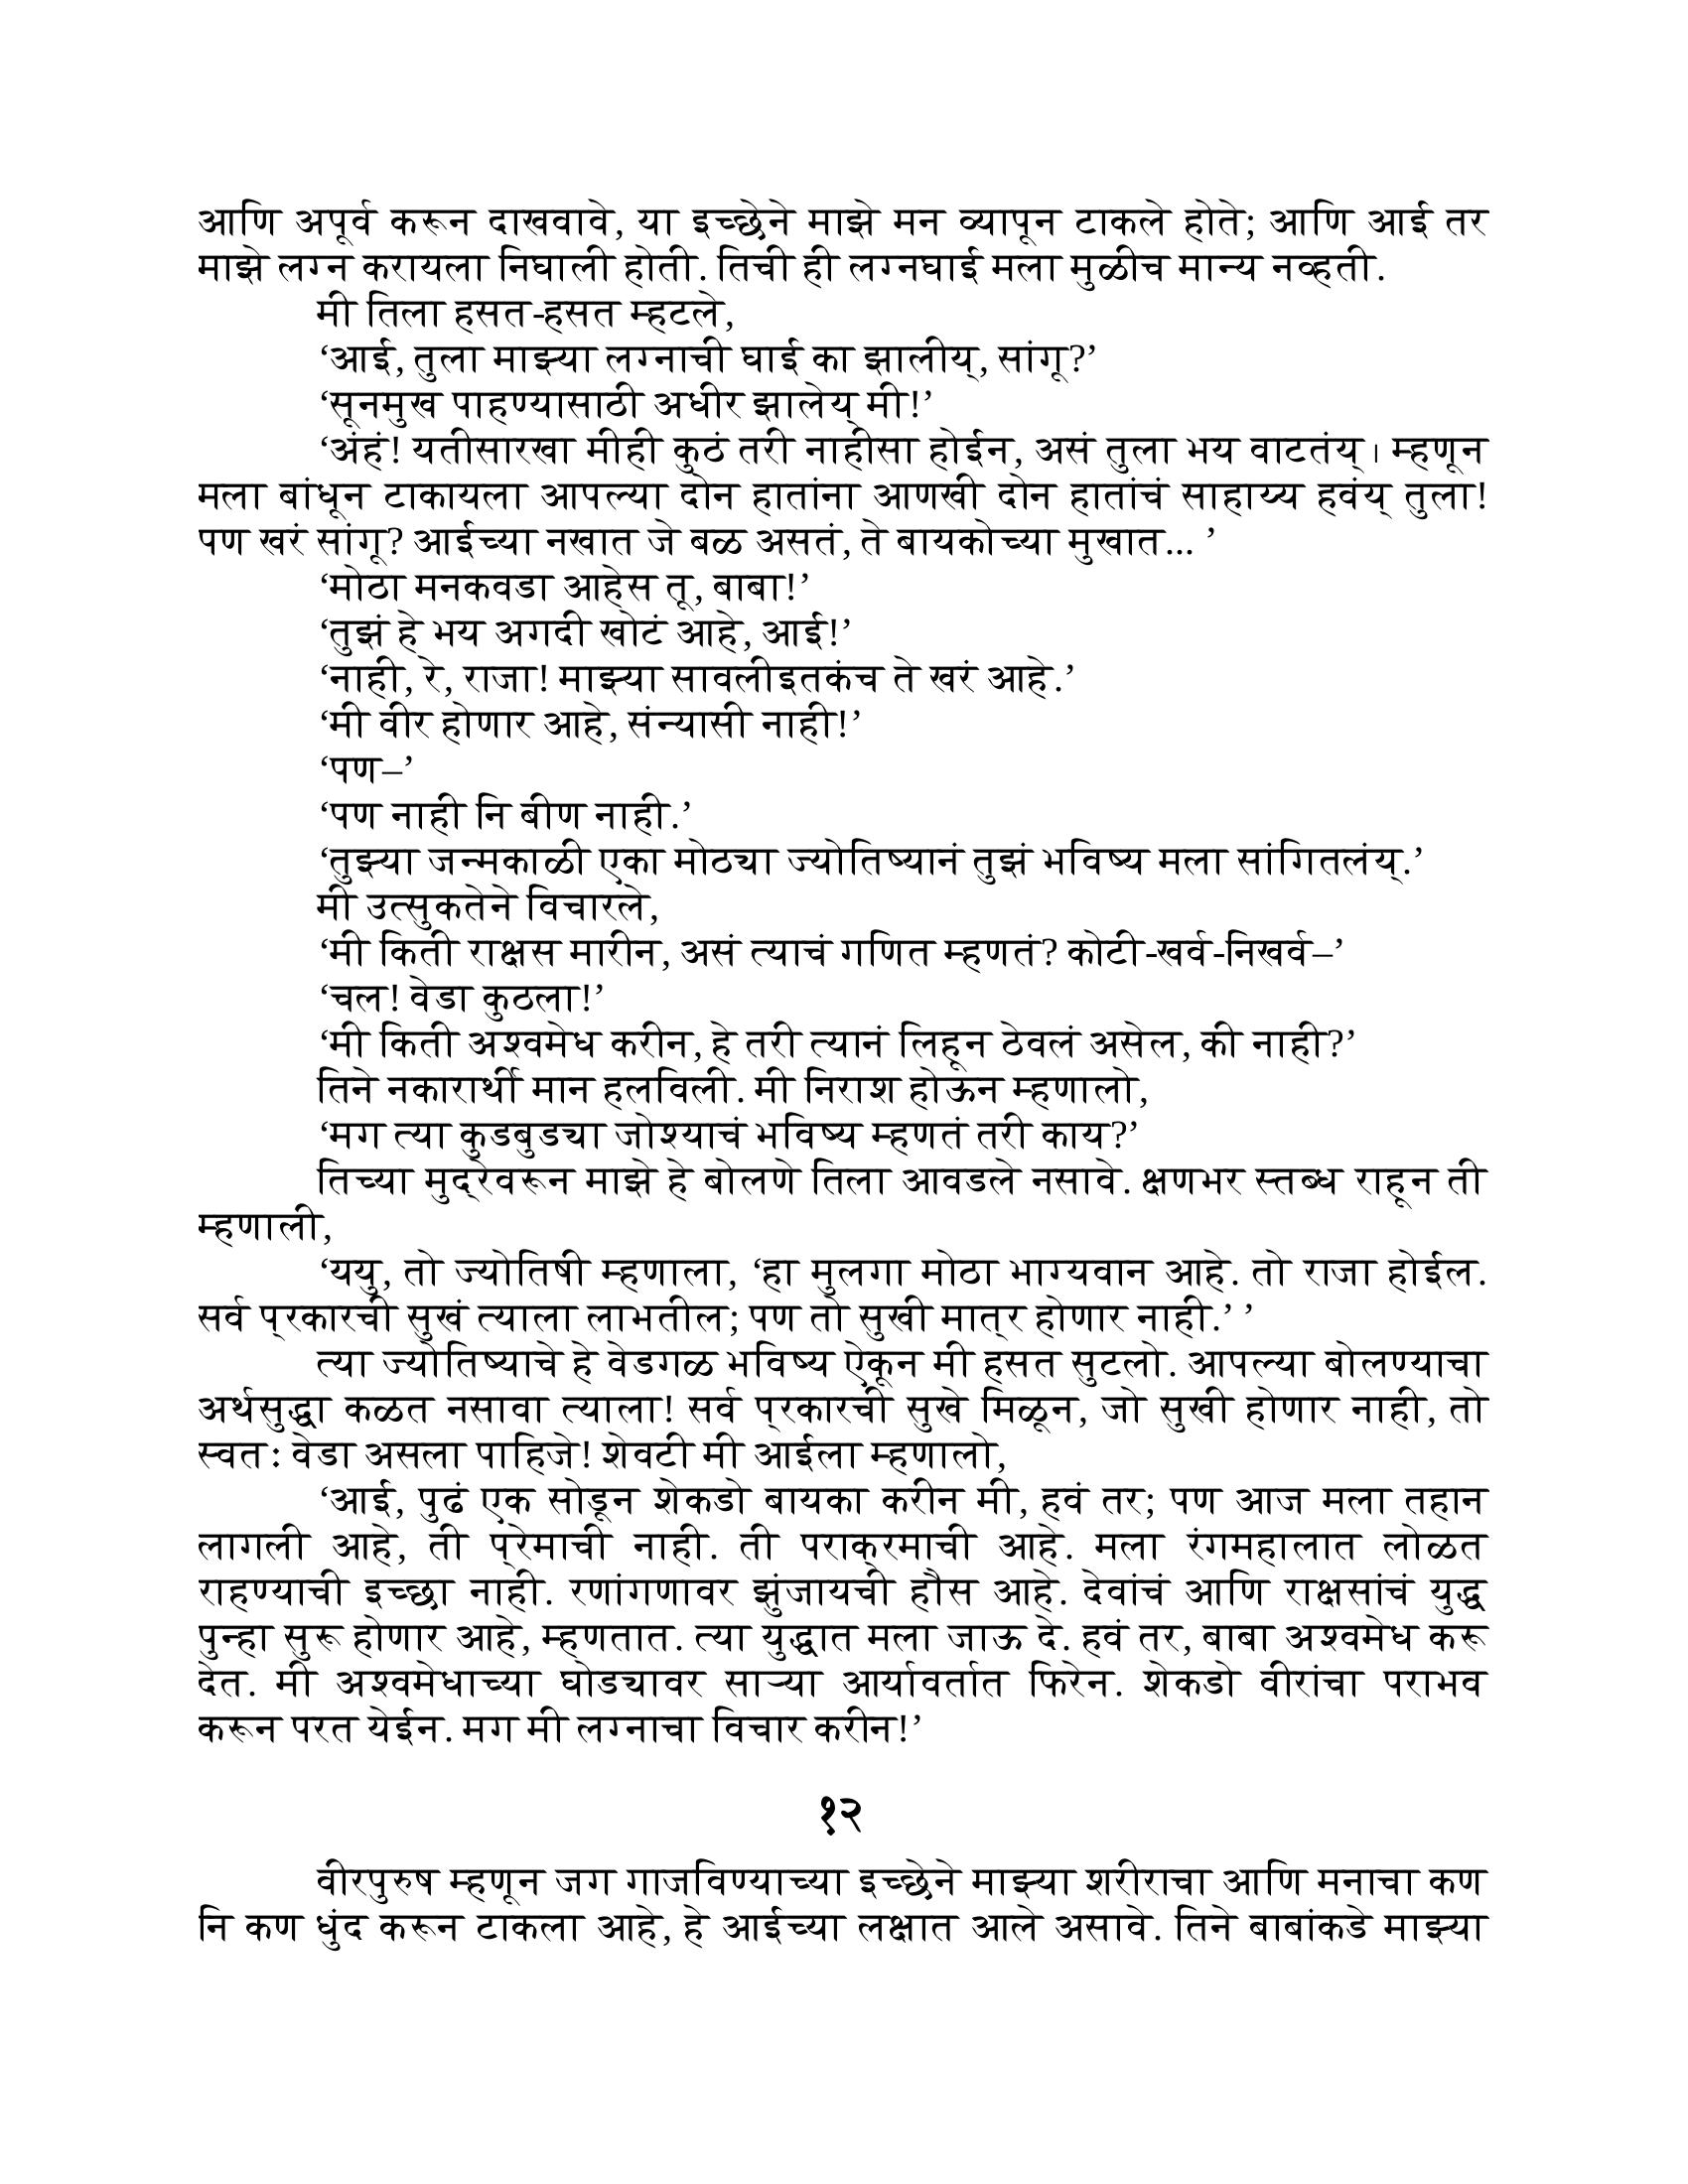 आणि अपूर्व करून दाखवावे, या इच्छेने माझे मन व्यापून टाकले होते; आणि आई तर
माझे लग्न करायला निघाली होती. तिची ही लग्नघाई मला मुळीच मान्य नव्हती.
मी तिला हसत-हसत म्हटले,
‘आई, तुला माझ्या लग्नाची घाई का झालीय्, सांगू?’
‘सूनमुख पाहण्यासाठी अधीर झालेय् मी!’
‘अंहं! यतीसारखा मीही कुठं तरी नाहीसा होईन, असं तुला भय वाटतंय्। म्हणून
मला बांधून टाकायला आपल्या दोन हातांना आणखी दोन हातांचं साहाय्य हवंय् तुला!
पण खरं सांगू? आईच्या नखात जे बळ असतं, ते बायकोच्या मुखात... ’
‘मोठा मनकवडा आहेस तू, बाबा!’
‘तुझं हे भय अगदी खोटं आहे, आई!’
‘नाही, रे, राजा! माझ्या सावलीइतकंच ते खरं आहे.’
‘मी वीर होणार आहे, संन्यासी नाही!’
‘पण–’
‘पण नाही नि बीण नाही.’
‘तुझ्या जन्मकाळी एका मोठ्या ज्योतिष्यानं तुझं भविष्य मला सांगितलंय्.’
मी उत्सुकतेने विचारले,
‘मी किती राक्षस मारीन, असं त्याचं गणित म्हणतं? कोटी-खर्व-निखर्व–’
‘चल! वेडा कुठला!’
‘मी किती अश्वमेध करीन, हे तरी त्यानं लिहून ठेवलं असेल, की नाही?’
तिने नकारार्थी मान हलविली. मी निराश होऊन म्हणालो,
‘मग त्या कुडबुड्या जोश्याचं भविष्य म्हणतं तरी काय?’
तिच्या मुद्रेवरून माझे हे बोलणे तिला आवडले नसावे. क्षणभर स्तब्ध राहून ती
म्हणाली,
‘ययु, तो ज्योतिषी म्हणाला, ‘हा मुलगा मोठा भाग्यवान आहे. तो राजा होईल.
सर्व प्रकारची सुखं त्याला लाभतील; पण तो सुखी मात्र होणार नाही.’ ’
त्या ज्योतिष्याचे हे वेडगळ भविष्य ऐकून मी हसत सुटलो. आपल्या बोलण्याचा
अर्थसुद्धा कळत नसावा त्याला! सर्व प्रकारची सुखे मिळून, जो सुखी होणार नाही, तो
स्वतः वेडा असला पाहिजे! शेवटी मी आईला म्हणालो,
‘आई, पुढं एक सोडून शेकडो बायका करीन मी, हवं तर; पण आज मला तहान
लागली आहे, ती प्रेमाची नाही. ती पराक्रमाची आहे. मला रंगमहालात लोळत
राहण्याची इच्छा नाही. रणांगणावर झुंजायची हौस आहे. देवांचं आणि राक्षसांचं युद्ध
पुन्हा सुरू होणार आहे, म्हणतात. त्या युद्धात मला जाऊ दे. हवं तर, बाबा अश्वमेध करू
देत. मी अश्वमेधाच्या घोड्यावर साऱ्या आर्यावर्तात फिरेन. शेकडो वीरांचा पराभव
करून परत येईन. मग मी लग्नाचा विचार करीन!’
१२
वीरपुरुष म्हणून जग गाजविण्याच्या इच्छेने माझ्या शरीराचा आणि मनाचा कण
नि कण धुंद करून टाकला आहे, हे आईच्या लक्षात आले असावे. तिने बाबांकडे माझ्या